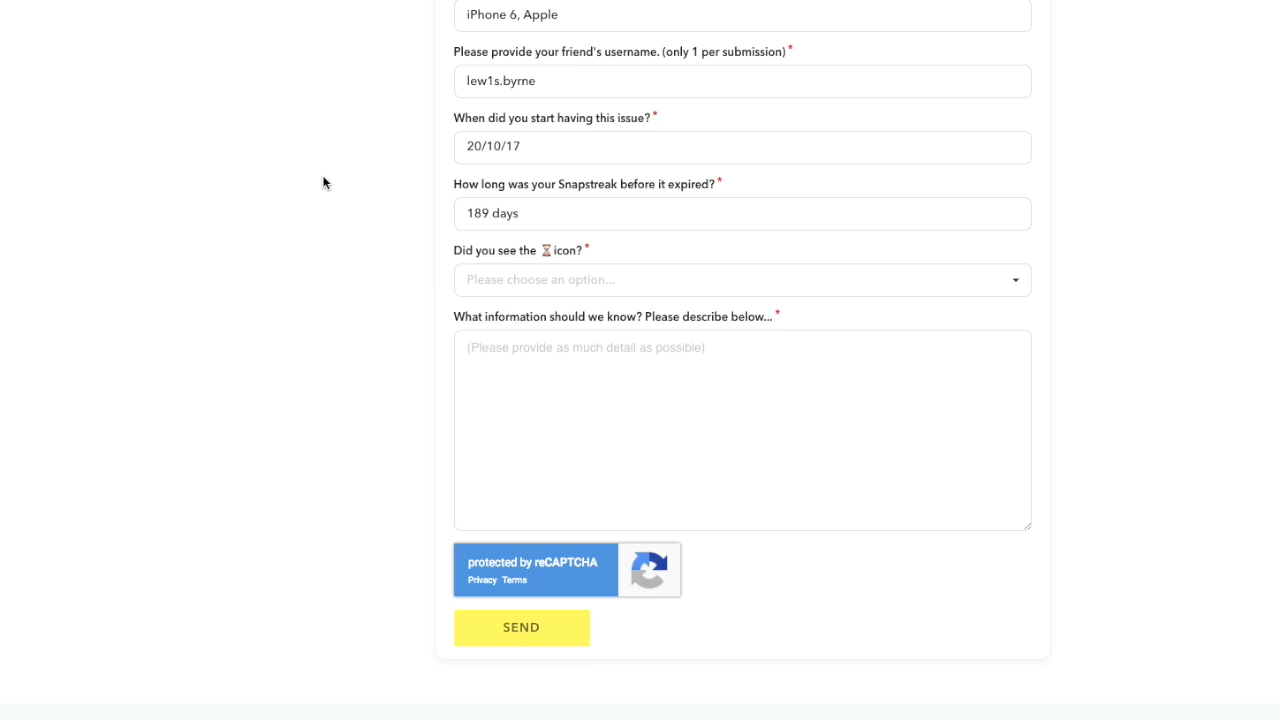 iPhone 6, Apple
Please provide your friend's username. (only 1 per submission)*
lew1s.byrne
When did you start having this issue?*
20/10/17
How long was your Snapstreak before it expired?*
189 days
Did you see the ⏳icon?*
Please choose an option...
What information should we know? Please describe below...*
(Please provide as much detail as possible)
protected by reCAPTCHA
Privacy Terms
SEND